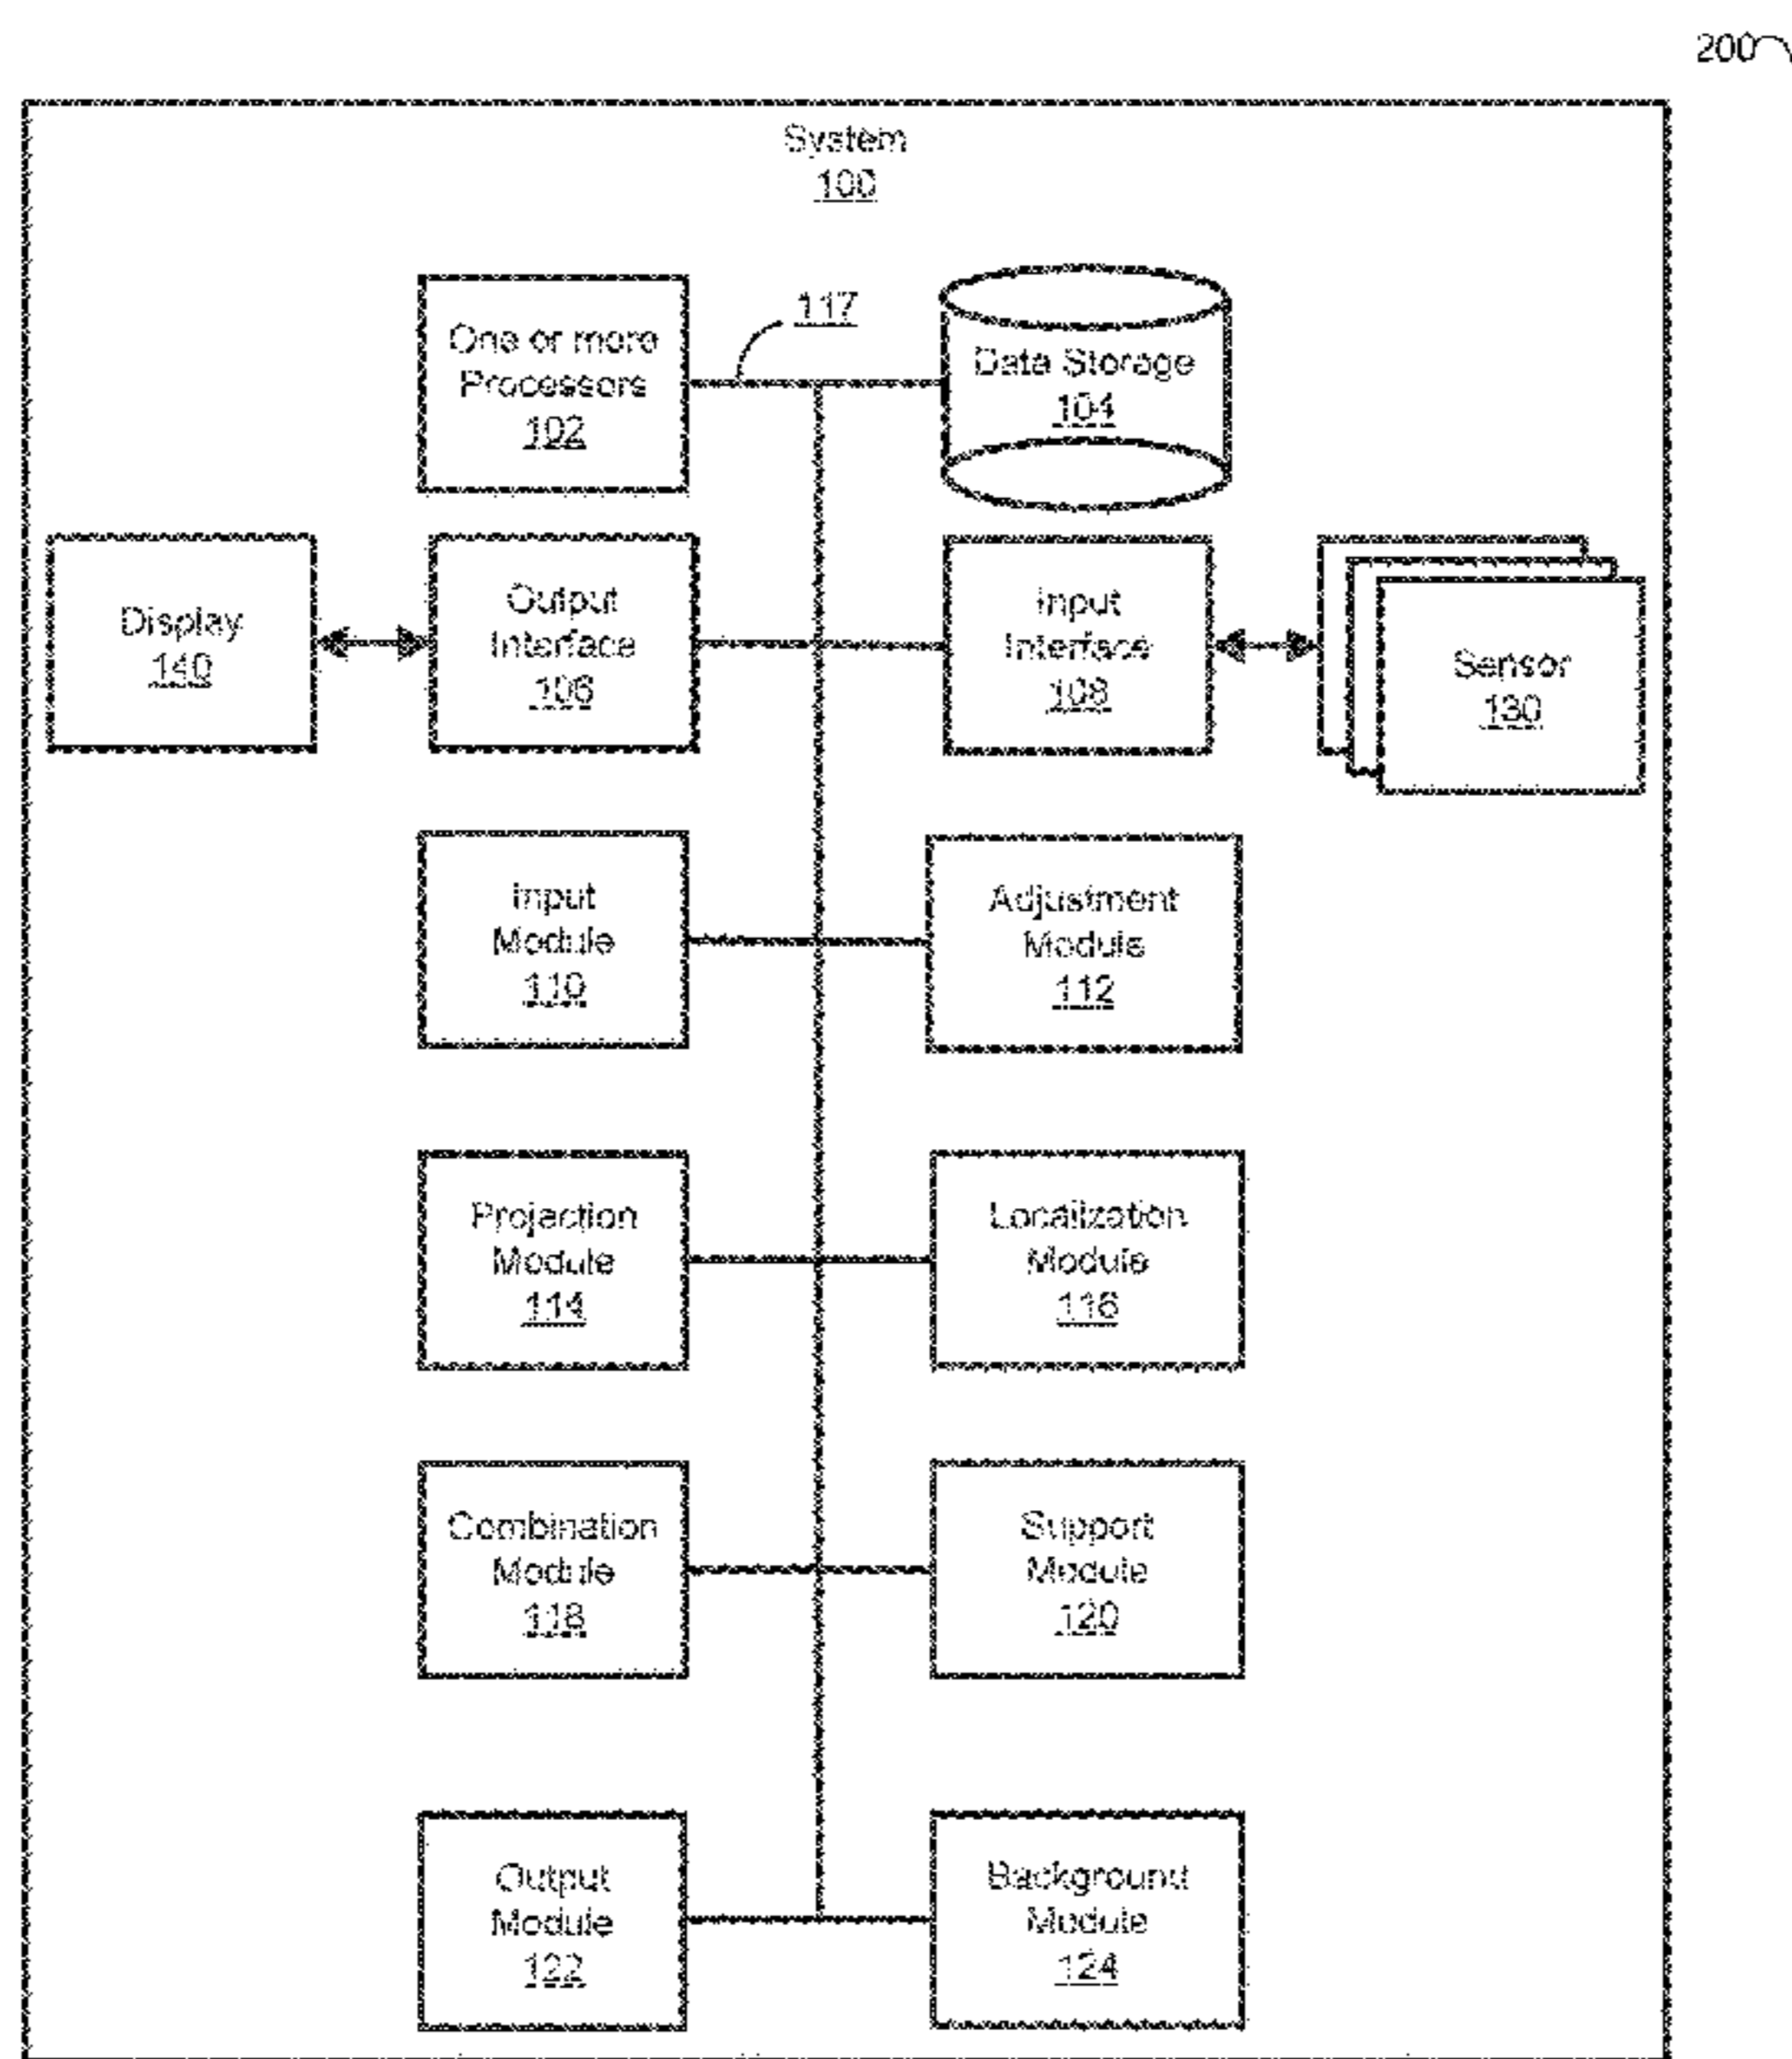 200
System
100
One or more
Processors
102
117
Data Storage
104
Display
140
Output
Interface
106
Input
Interface
108
Sensor
130
Input
Module
110
Adjustment
Module
112
Projection
Module
114
Localization
Module
116
Combination
Module
118
Support
Module
120
Output
Module
122
Background
Module
124